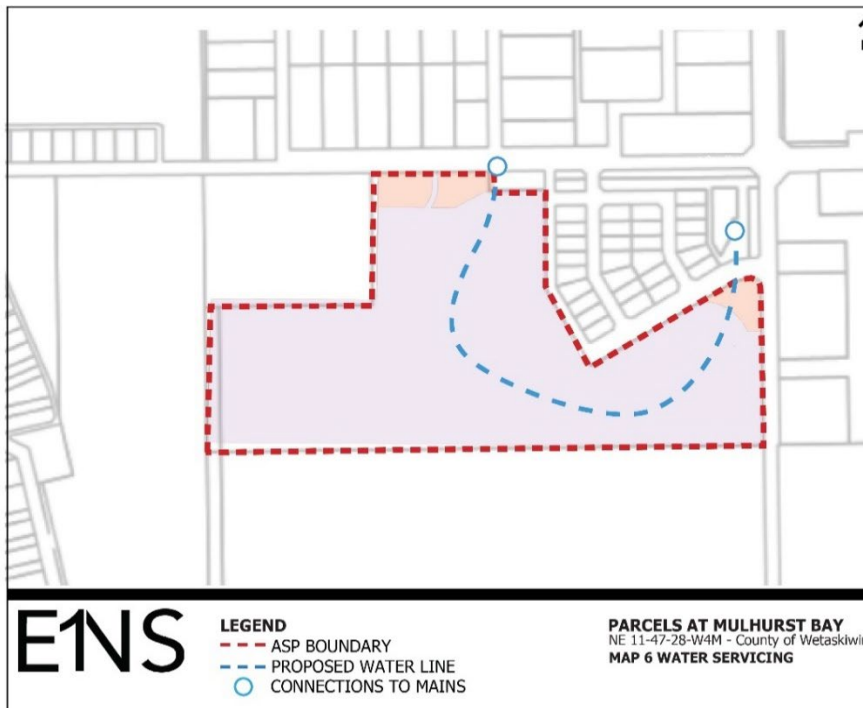 E1NS
LEGEND
ASP BOUNDARY
PROPOSED WATER LINE
CONNECTIONS TO MAINS
PARCELS AT MULHURST BAY
NE 11-47-28-W4M - County of Wetaskiwin
MAP 6 WATER SERVICING